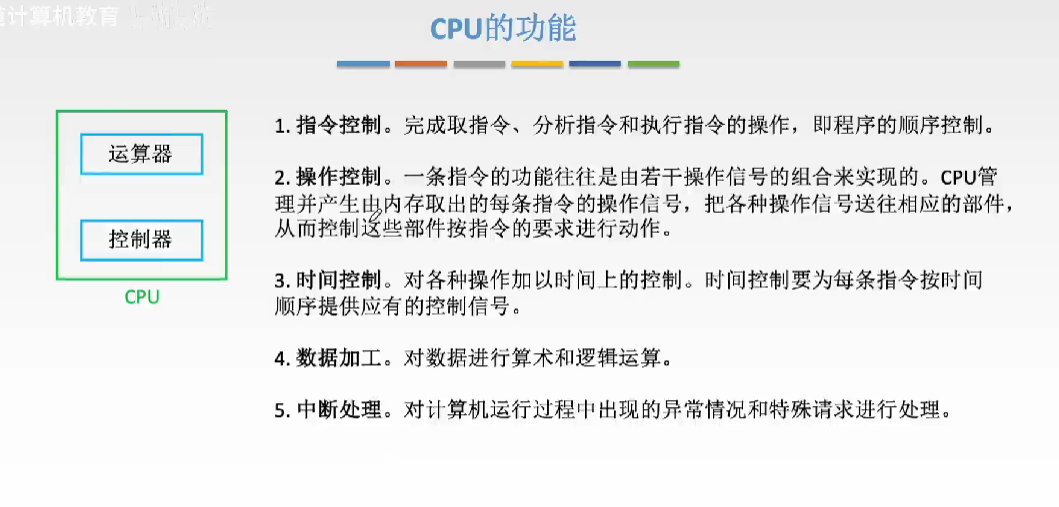 道计算机教育
CPU的功能
运算器
控制器
CPU
1. 指令控制。完成取指令、分析指令和执行指令的操作，即程序的顺序控制。
2. 操作控制。一条指令的功能往往是由若干操作信号的组合来实现的。CPU管
理并产生由内存取出的每条指令的操作信号，把各种操作信号送往相应的部件，
从而控制这些部件按指令的要求进行动作。
3. 时间控制。对各种操作加以时间上的控制。时间控制要为每条指令按时间
顺序提供应有的控制信号。
4. 数据加工。对数据进行算术和逻辑运算。
5. 中断处理。对计算机运行过程中出现的异常情况和特殊请求进行处理。